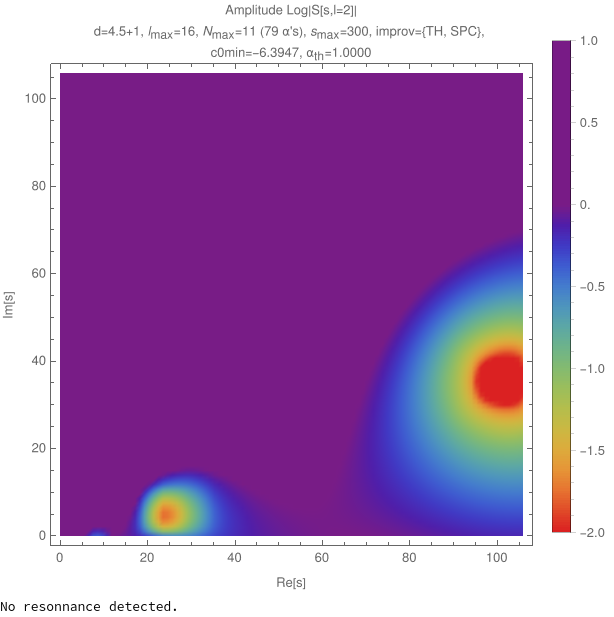 Amplitude Log|S[s,l=2]|
d=4.5+1, lmax=16, Nmax=11 (79 α's), smax=300, improv={TH, SPC},
c0min=−6.3947, αth=1.0000
1.0
0.5
0.
−0.5
−1.0
−1.5
−2.0
100
80
60
40
20
0
Im[s]
0 20 40 60 80 100
Re[s]
No resonnance detected.